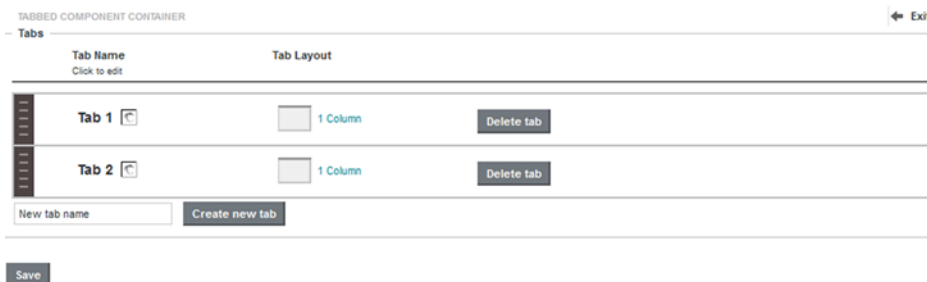 TABBED COMPONENT CONTAINER
Exit
Tabs
Tab Name
Tab Layout
Click to edit
Tab 1
1 Column
Delete tab
Tab 2
1 Column
Delete tab
New tab name
Create new tab
Save